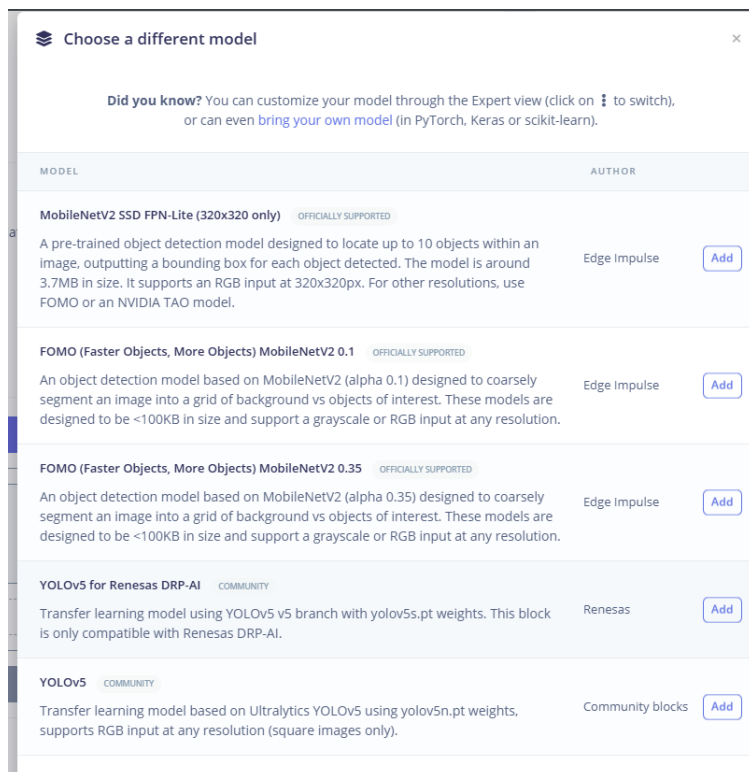 Choose a different model
×
Did you know? You can customize your model through the Expert view (click on ⋮ to switch),
or can even bring your own model (in PyTorch, Keras or scikit-learn).
MODEL AUTHOR
MobileNetV2 SSD FPN-Lite (320x320 only) OFFICIALLY SUPPORTED
A pre-trained object detection model designed to locate up to 10 objects within an
image, outputting a bounding box for each object detected. The model is around
3.7MB in size. It supports an RGB input at 320x320px. For other resolutions, use
FOMO or an NVIDIA TAO model.
Edge Impulse
Add
FOMO (Faster Objects, More Objects) MobileNetV2 0.1 OFFICIALLY SUPPORTED
An object detection model based on MobileNetV2 (alpha 0.1) designed to coarsely
segment an image into a grid of background vs objects of interest. These models are
designed to be <100KB in size and support a grayscale or RGB input at any resolution.
Edge Impulse
Add
FOMO (Faster Objects, More Objects) MobileNetV2 0.35 OFFICIALLY SUPPORTED
An object detection model based on MobileNetV2 (alpha 0.35) designed to coarsely
segment an image into a grid of background vs objects of interest. These models are
designed to be <100KB in size and support a grayscale or RGB input at any resolution.
Edge Impulse
Add
YOLOv5 for Renesas DRP-AI COMMUNITY
Transfer learning model using YOLOv5 v5 branch with yolov5s.pt weights. This block
is only compatible with Renesas DRP-AI.
Renesas
Add
YOLOv5 COMMUNITY
Transfer learning model based on Ultralytics YOLOv5 using yolov5n.pt weights,
supports RGB input at any resolution (square images only).
Community blocks
Add